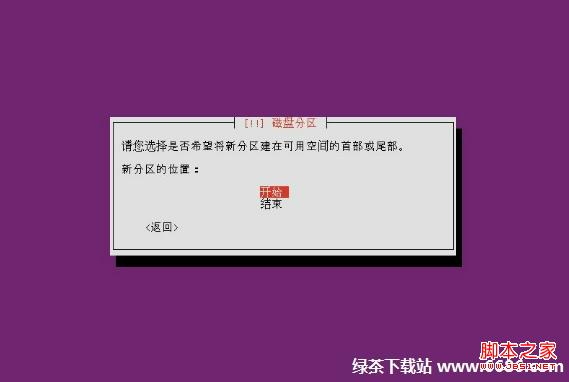 [!!] 磁盘分区
请您选择是否希望将新分区建在可用空间的首部或尾部。
新分区的位置：
开始
结束
<返回>
脚本之家
绿茶下载站
www.jb51.net